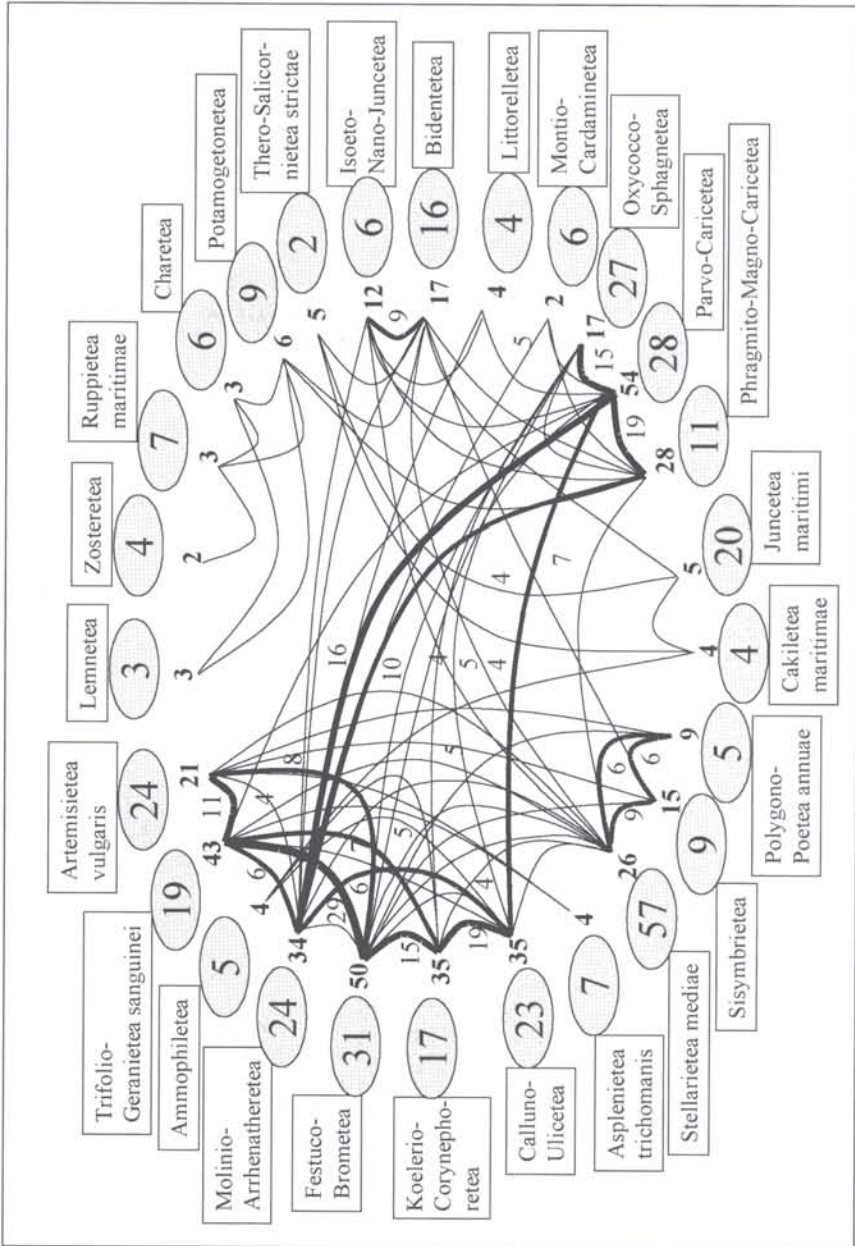 Artemisietea
vulgaris
24
21
Lemnetea
3
3
Zosteretea
4
2
Ruppietea
maritimae
7
3
Charetea
6
3
Potamogetonetea
9
6
Thero-Salicor-
nietea strictae
2
5
Isoeto-
Nano-Juncetea
6
12
Bidentetea
16
17
Littorelletea
4
4
Montio-
Cardaminetea
6
2
Oxycocco-
Sphagnetea
27
17
Parvo-Caricetea
28
54
Phragmito-Magno-Caricetea
11
28
Juncetea
maritimi
20
5
Cakiletea
maritimae
4
4
Polygono-
Poetea annuae
5
9
Sisymbrietea
9
15
Stellarietea mediae
57
26
Asplenietea
trichomanis
7
4
Calluno-
Ulicetea
23
35
Koelerio-
Corynepho-
retea
17
35
Festuco-
Brometea
31
50
Molinio-
Arrhenatheretea
24
34
Ammophiletea
5
4
Trifolio-
Geranietea sanguinei
19
43
11
8
4
6
29
6
7
5
15
4
19
16
10
4
5
4
5
4
7
9
5
15
19
6
6
9